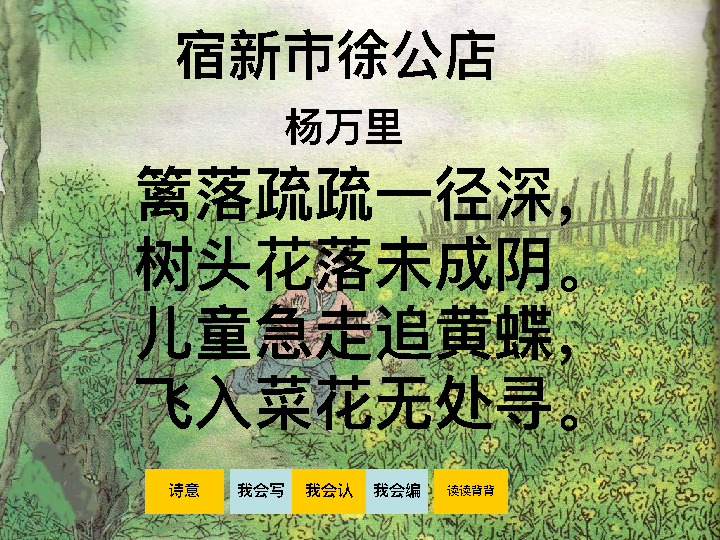 宿新市徐公店
杨万里
篱落疏疏一径深，
树头花落未成阴。
儿童急走追黄蝶，
飞入菜花无处寻。
诗意 我会写 我会认 我会编 读读背背